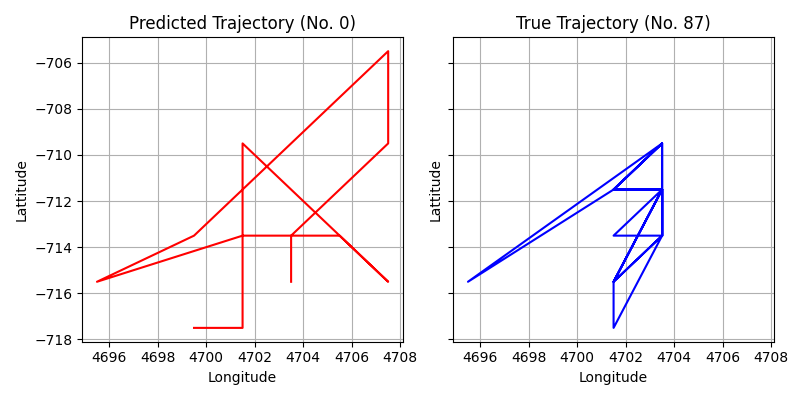 Predicted Trajectory (No. 0)
True Trajectory (No. 87)
−706
−708
−710
−712
−714
−716
−718
Lattitude
Lattitude
4696 4698 4700 4702 4704 4706 4708
4696 4698 4700 4702 4704 4706 4708
Longitude
Longitude